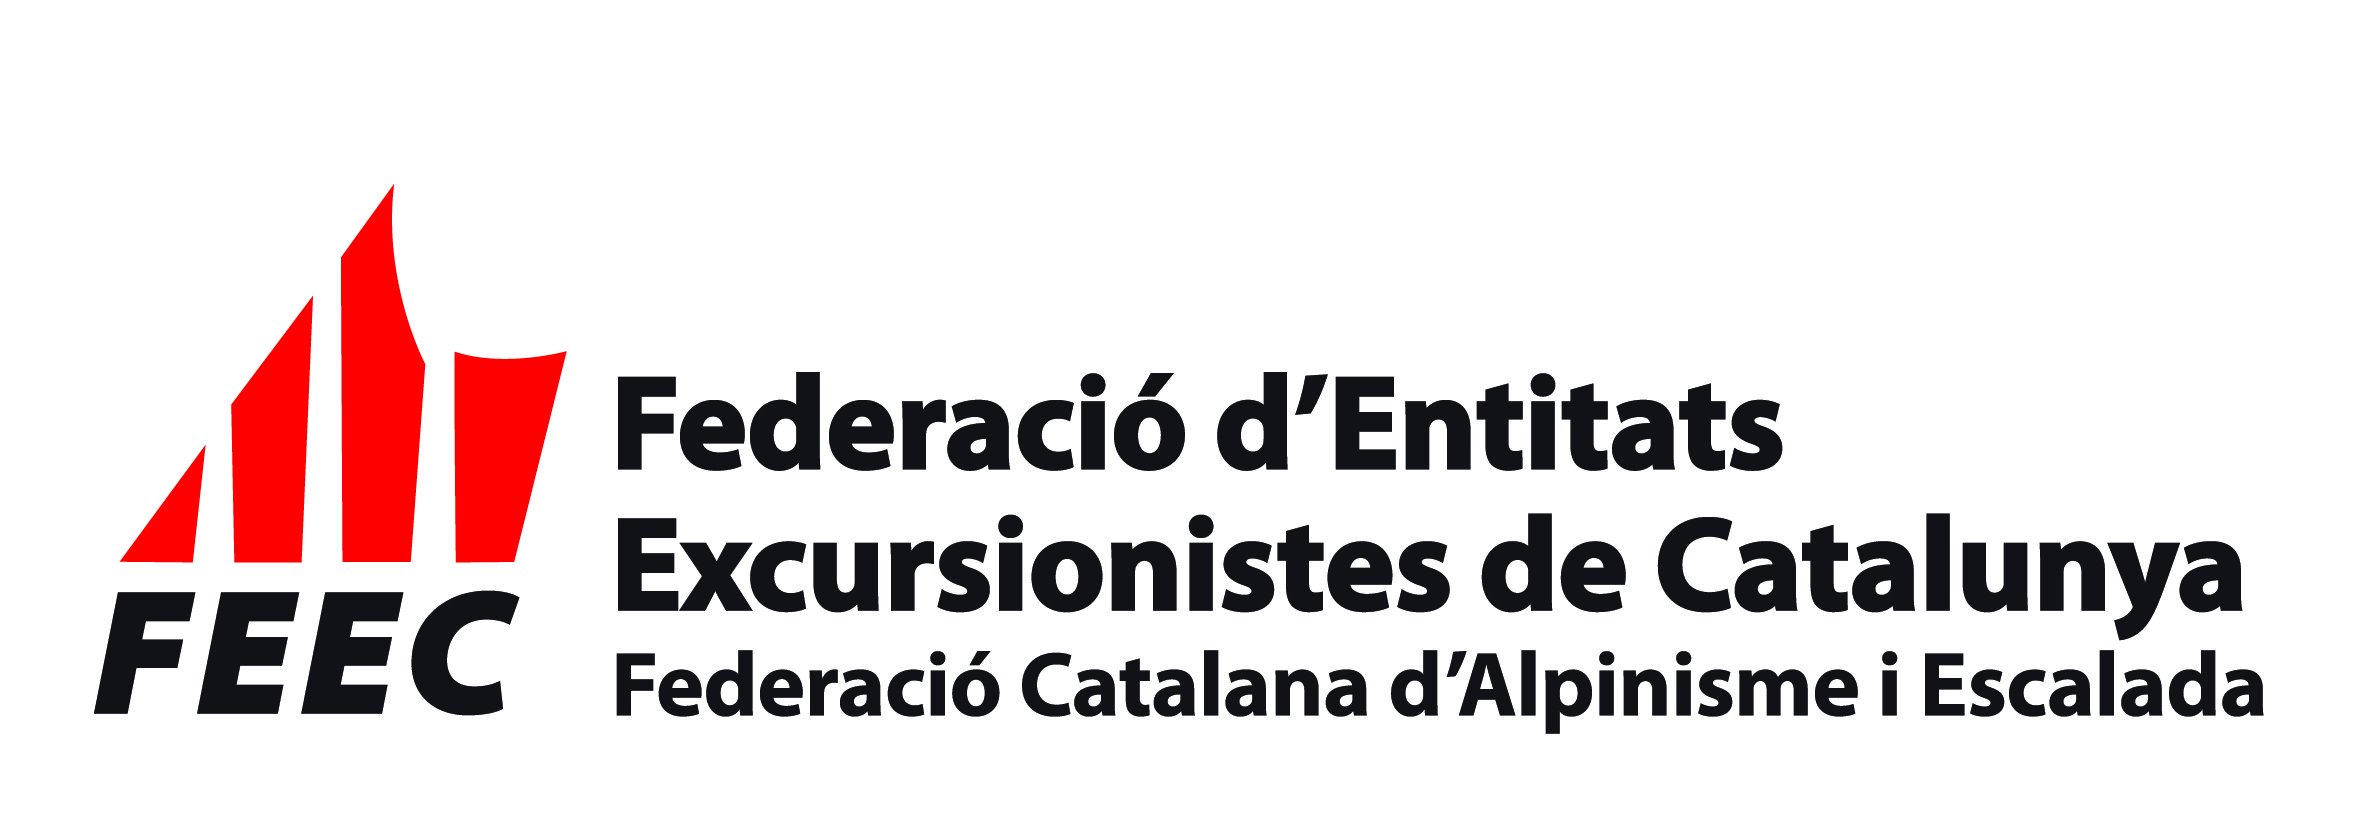 FEEC
Federació d’Entitats
Excursionistes de Catalunya
Federació Catalana d’Alpinisme i Escalada